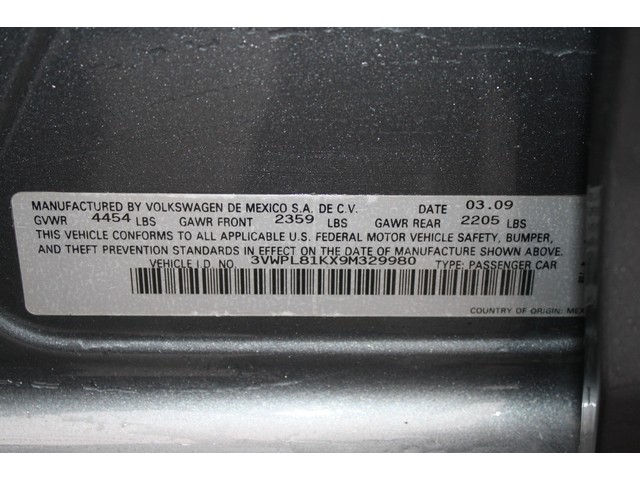 MANUFACTURED BY VOLKSWAGEN DE MEXICO S.A. DE C.V. DATE 03.09
GVWR 4454 LBS GAWR FRONT 2359 LBS GAWR REAR 2205 LBS
THIS VEHICLE CONFORMS TO ALL APPLICABLE U.S. FEDERAL MOTOR VEHICLE SAFETY, BUMPER,
AND THEFT PREVENTION STANDARDS IN EFFECT ON THE DATE OF MANUFACTURE SHOWN ABOVE.
VEHICLE I.D. NO. 3VWPL81KX9M329980 TYPE: PASSENGER CAR
COUNTRY OF ORIGIN: MEX